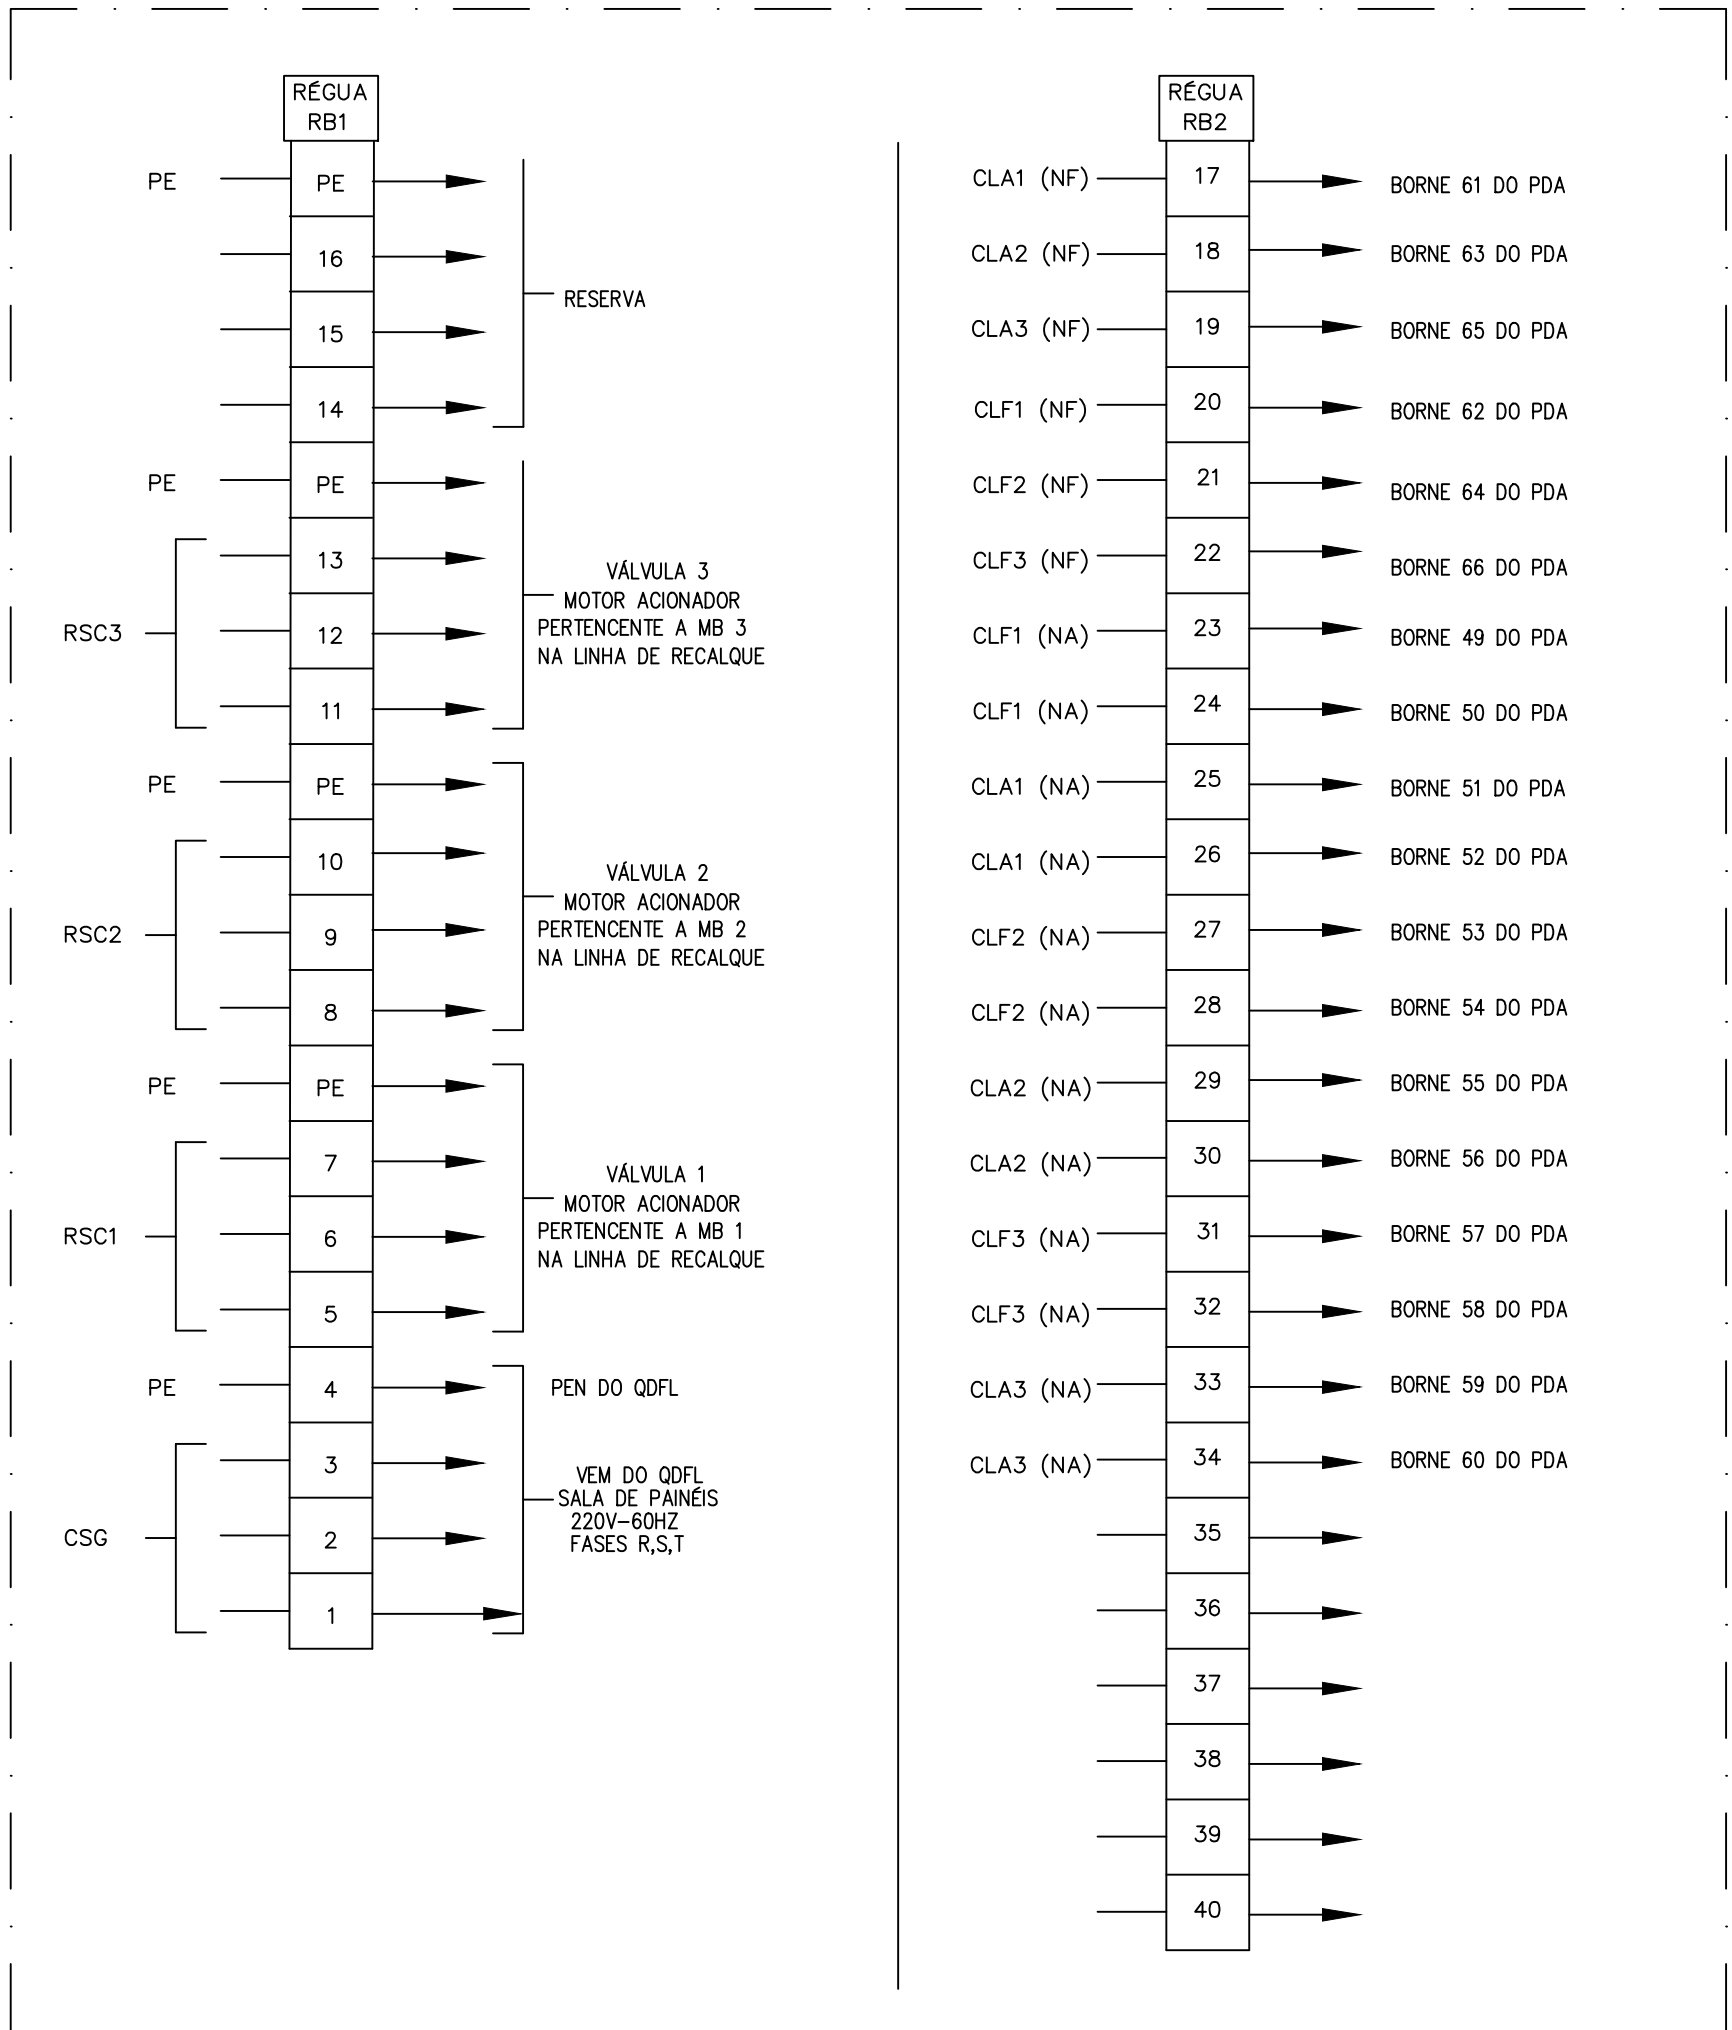 RÉGUA
RB1
PE
PE
16
15
14
RESERVA
PE
PE
13
12
11
RSC3
VÁLVULA 3
MOTOR ACIONADOR
PERTENCENTE A MB 3
NA LINHA DE RECALQUE
PE
PE
10
9
8
RSC2
VÁLVULA 2
MOTOR ACIONADOR
PERTENCENTE A MB 2
NA LINHA DE RECALQUE
PE
PE
7
6
5
RSC1
VÁLVULA 1
MOTOR ACIONADOR
PERTENCENTE A MB 1
NA LINHA DE RECALQUE
PE
4
PEN DO QDFL
3
2
1
CSG
VEM DO QDFL
SALA DE PAINÉIS
220V-60HZ
FASES R,S,T
RÉGUA
RB2
CLA1 (NF) 17 BORNE 61 DO PDA
CLA2 (NF) 18 BORNE 63 DO PDA
CLA3 (NF) 19 BORNE 65 DO PDA
CLF1 (NF) 20 BORNE 62 DO PDA
CLF2 (NF) 21 BORNE 64 DO PDA
CLF3 (NF) 22 BORNE 66 DO PDA
CLF1 (NA) 23 BORNE 49 DO PDA
CLF1 (NA) 24 BORNE 50 DO PDA
CLA1 (NA) 25 BORNE 51 DO PDA
CLA1 (NA) 26 BORNE 52 DO PDA
CLF2 (NA) 27 BORNE 53 DO PDA
CLF2 (NA) 28 BORNE 54 DO PDA
CLA2 (NA) 29 BORNE 55 DO PDA
CLA2 (NA) 30 BORNE 56 DO PDA
CLF3 (NA) 31 BORNE 57 DO PDA
CLF3 (NA) 32 BORNE 58 DO PDA
CLA3 (NA) 33 BORNE 59 DO PDA
CLA3 (NA) 34 BORNE 60 DO PDA
35
36
37
38
39
40